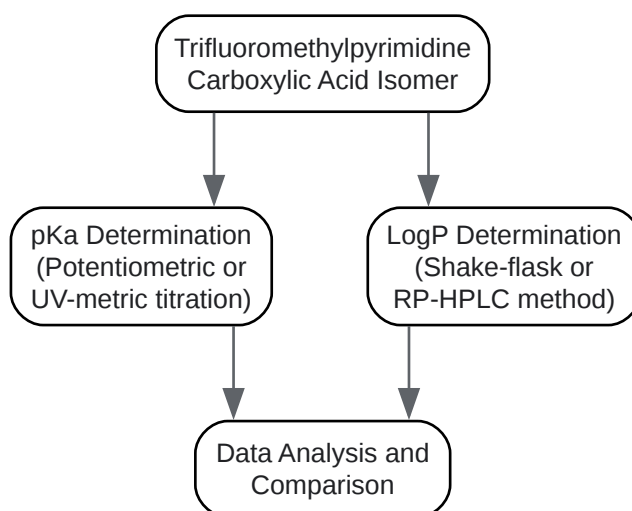 Trifluoromethylpyrimidine
Carboxylic Acid Isomer
pKa Determination
(Potentiometric or
UV-metric titration)
LogP Determination
(Shake-flask or
RP-HPLC method)
Data Analysis and
Comparison